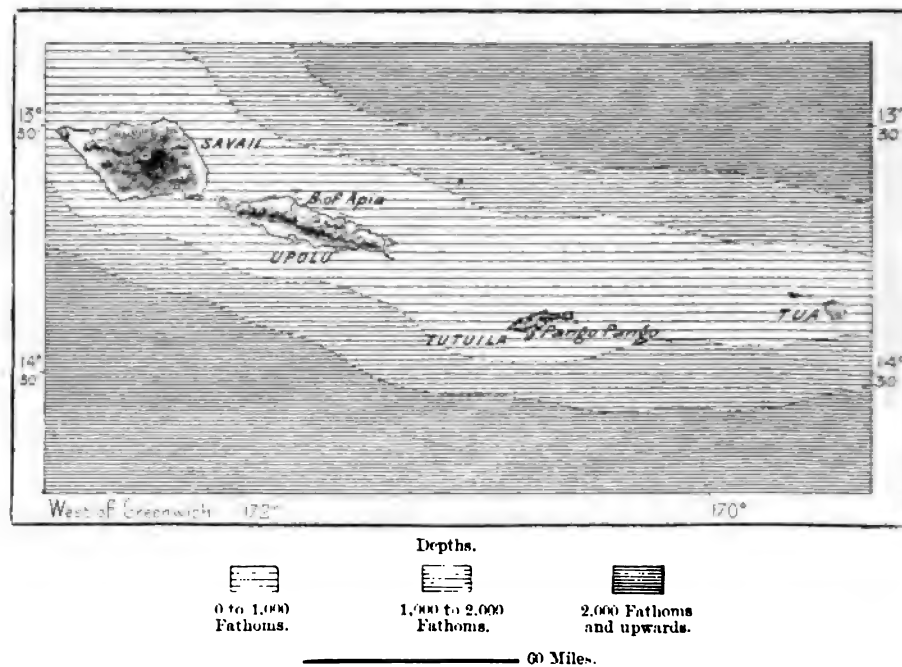 13° 13°
30' 30'
SAVAII
B. of Apia
UPOLU
TUA
TUTUILA Pango Pango
14° 14°
30' 30'
West of Greenwich 172° 170°
Depths.
0 to 1,000 1,000 to 2,000 2,000 Fathoms
Fathoms. Fathoms. and upwards.
60 Miles.